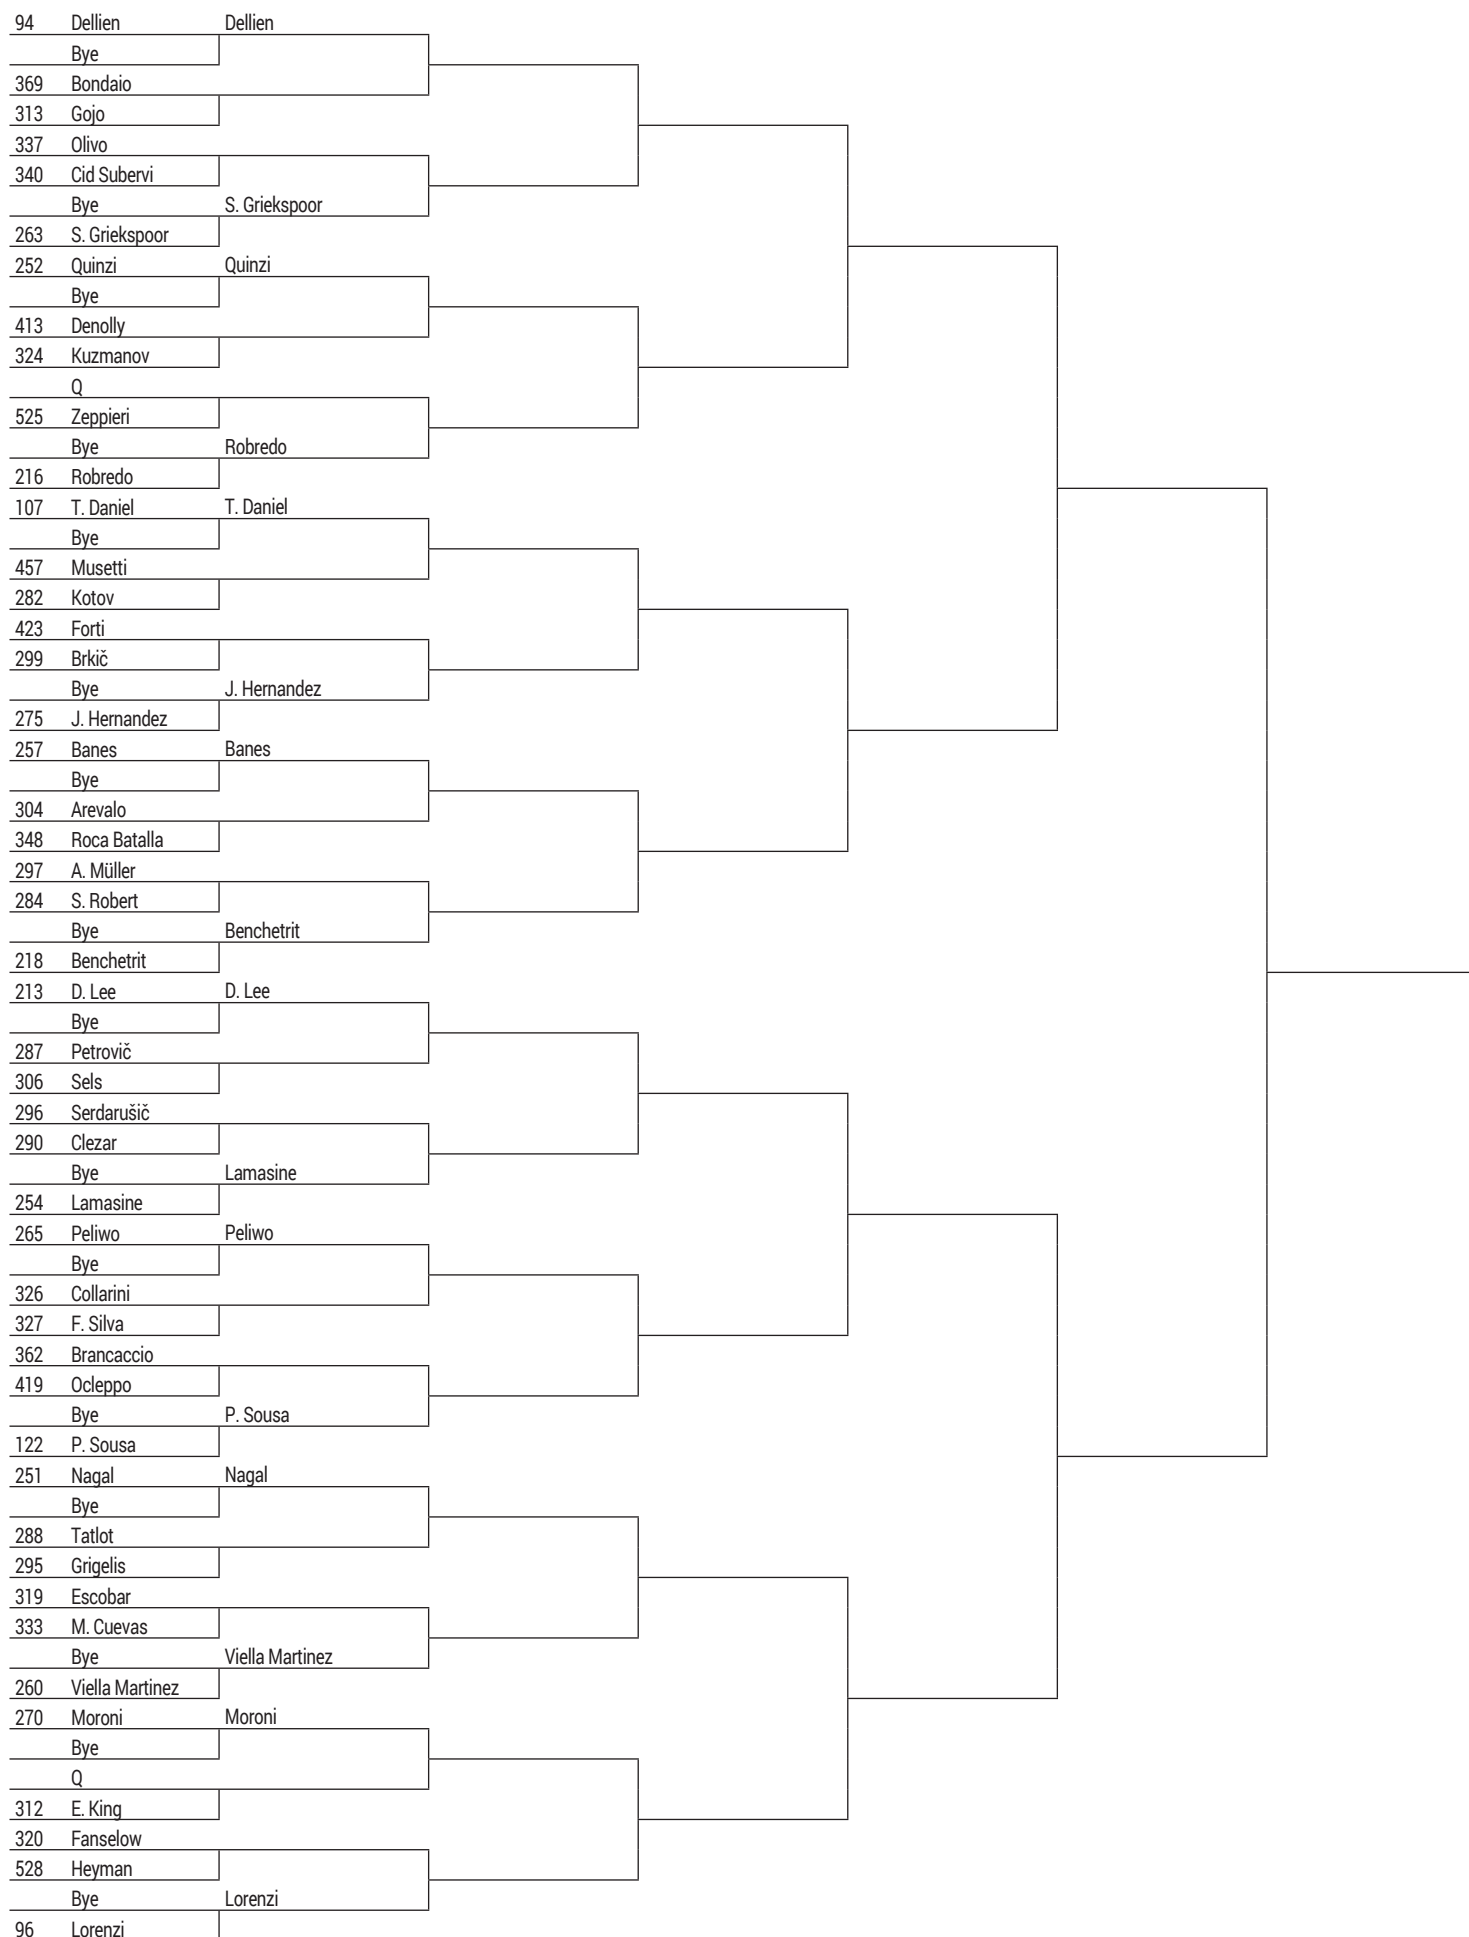 94 Dellien Dellien
Bye
369 Bondaio
313 Gojo
337 Olivo
340 Cid Subervi
Bye S. Griekspoor
263 S. Griekspoor
252 Quinzi Quinzi
Bye
413 Denolly
324 Kuzmanov
Q
525 Zeppieri
Bye Robredo
216 Robredo
107 T. Daniel T. Daniel
Bye
457 Musetti
282 Kotov
423 Forti
299 Brkič
Bye J. Hernandez
275 J. Hernandez
257 Banes Banes
Bye
304 Arevalo
348 Roca Batalla
297 A. Müller
284 S. Robert
Bye Benchetrit
218 Benchetrit
213 D. Lee D. Lee
Bye
287 Petrovič
306 Sels
296 Serdarušič
290 Clezar
Bye Lamasine
254 Lamasine
265 Peliwo Peliwo
Bye
326 Collarini
327 F. Silva
362 Brancaccio
419 Ocleppo
Bye P. Sousa
122 P. Sousa
251 Nagal Nagal
Bye
288 Tatlot
295 Grigelis
319 Escobar
333 M. Cuevas
Bye Viella Martinez
260 Viella Martinez
270 Moroni Moroni
Bye
Q
312 E. King
320 Fanselow
528 Heyman
Bye Lorenzi
96 Lorenzi